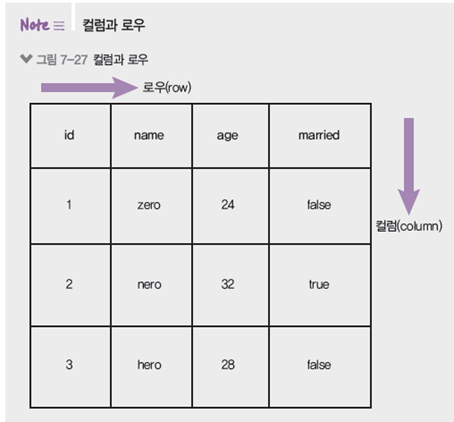 Note 컬럼과 로우
그림 7-27 컬럼과 로우
로우(row)
id name age married
1 zero 24 false
컬럼(column)
2 nero 32 true
3 hero 28 false